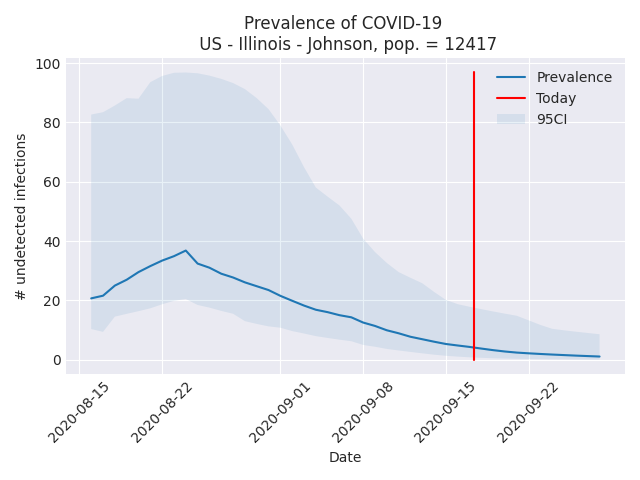 Prevalence of COVID-19
US - Illinois - Johnson, pop. = 12417
Prevalence
Today
95CI
100
80
60
40
20
0
# undetected infections
2020-08-15
2020-08-22
2020-09-01
2020-09-08
2020-09-15
2020-09-22
Date